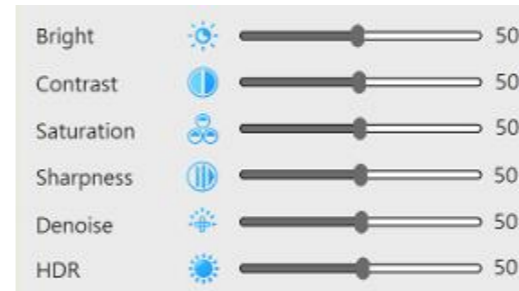 Bright 50
Contrast 50
Saturation 50
Sharpness 50
Denoise 50
HDR 50